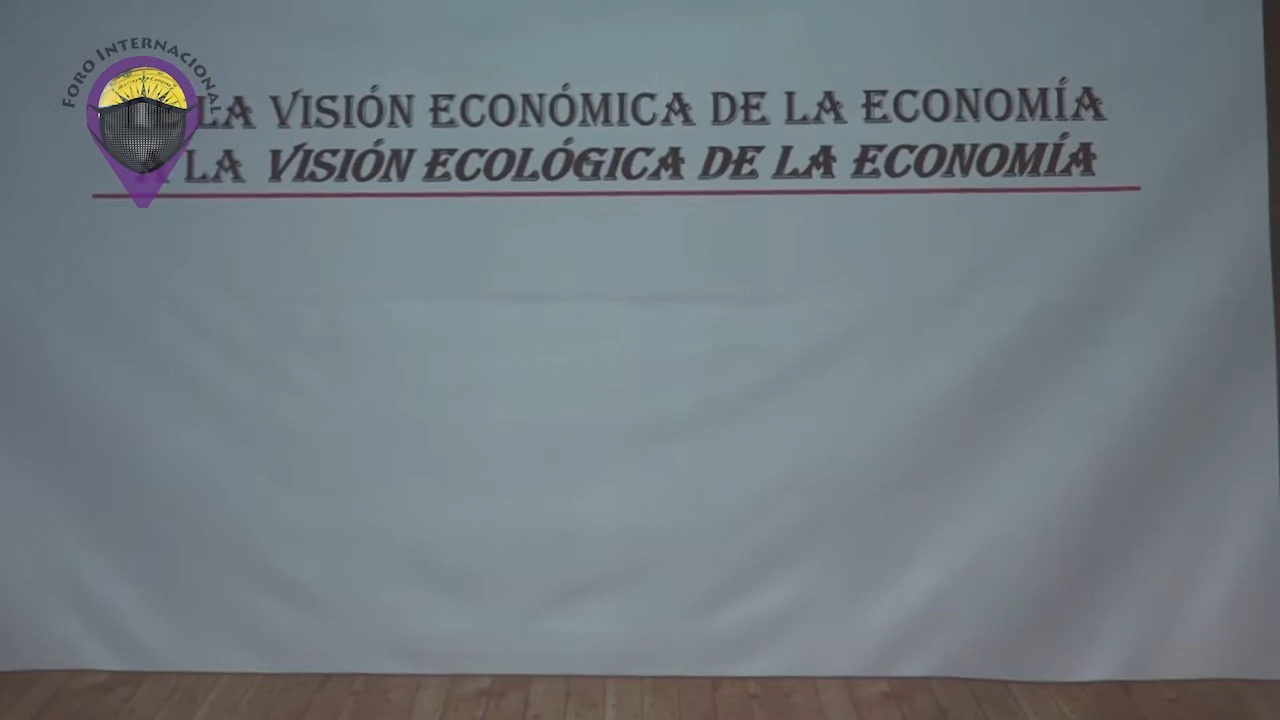 FORO INTERNACIONAL
LA VISIÓN ECONÓMICA DE LA ECONOMÍA
A LA VISIÓN ECOLÓGICA DE LA ECONOMÍA